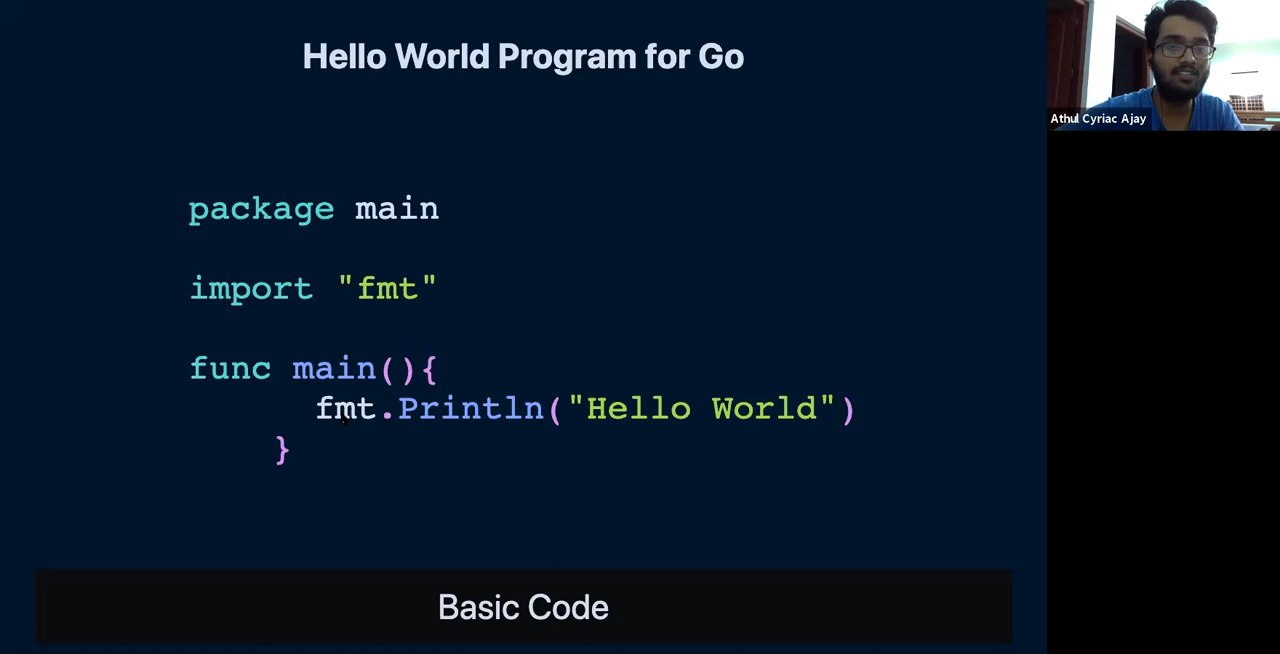 Hello World Program for Go
Athul Cyriac Ajay
package main
import "fmt"
func main(){
fmt.Println("Hello World")
}
Basic Code